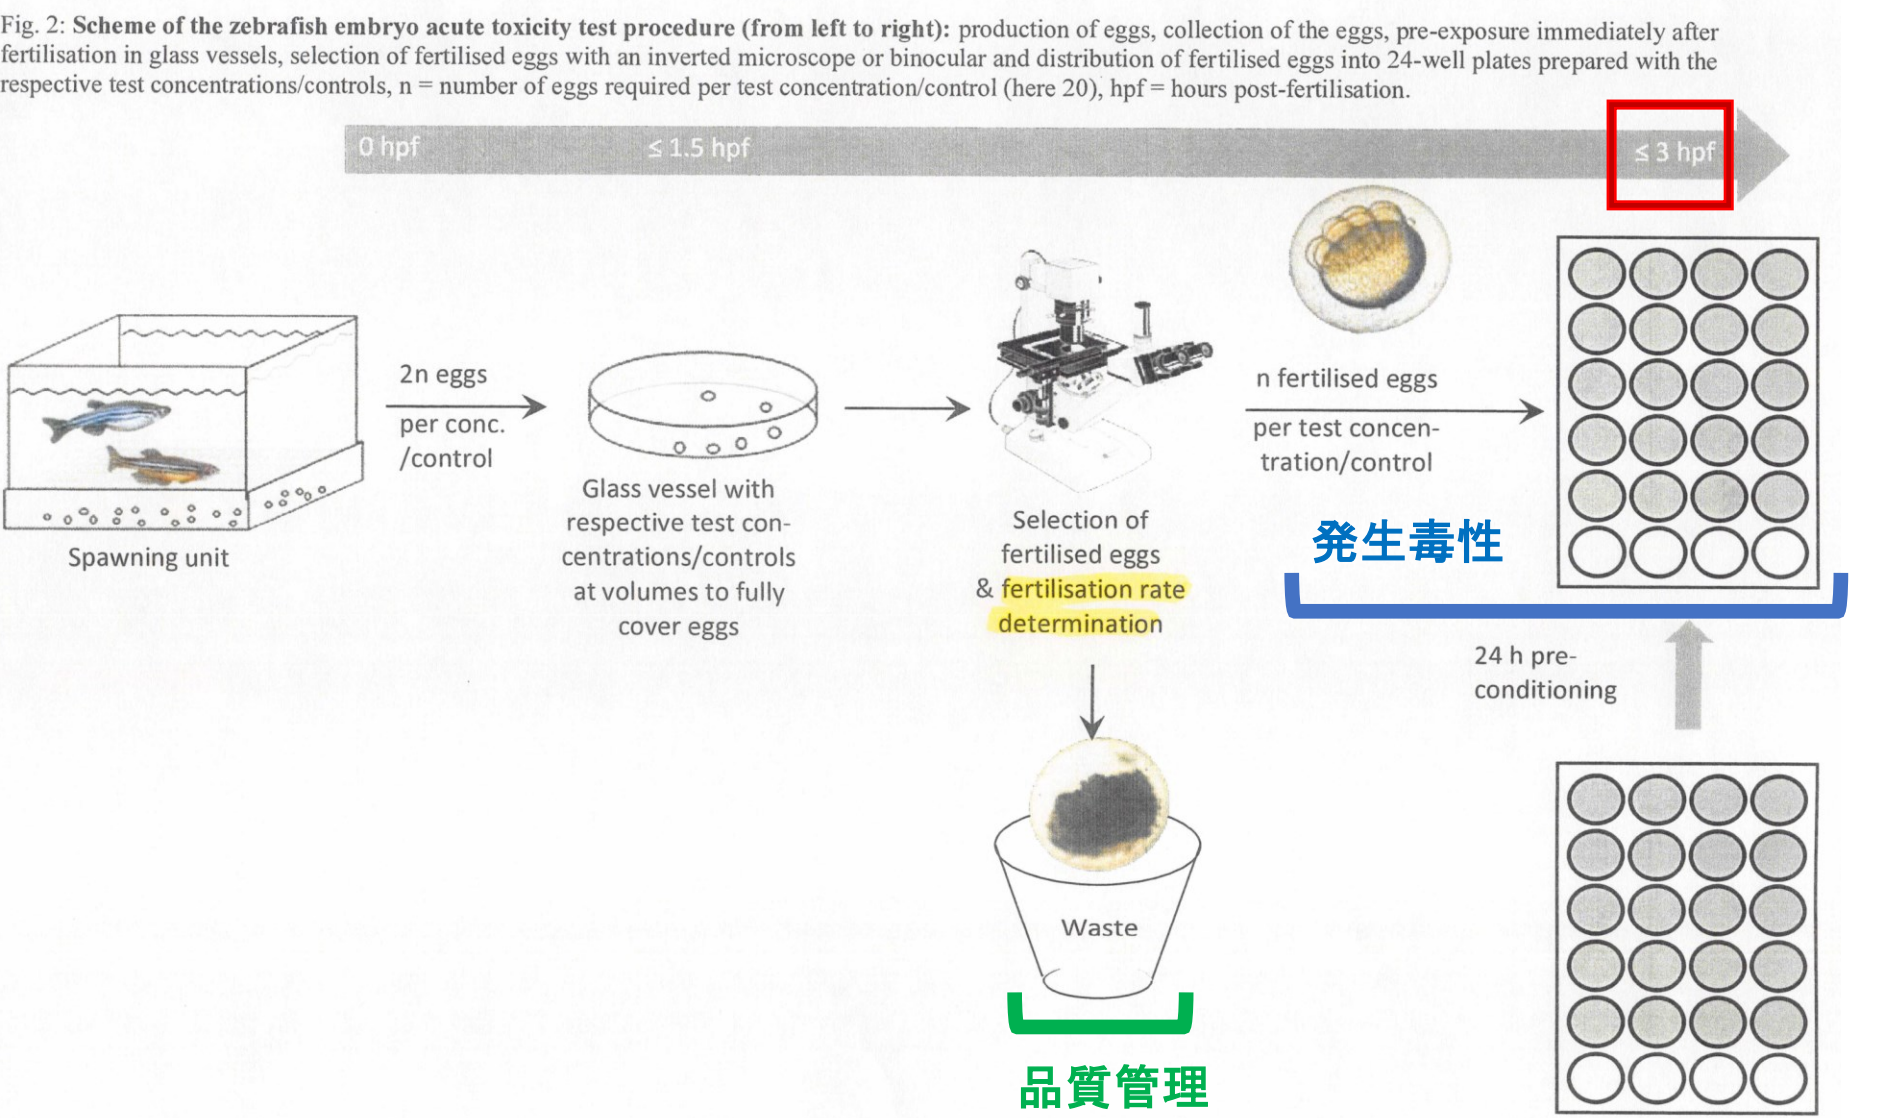 Fig. 2: Scheme of the zebrafish embryo acute toxicity test procedure (from left to right): production of eggs, collection of the eggs, pre-exposure immediately after
fertilisation in glass vessels, selection of fertilised eggs with an inverted microscope or binocular and distribution of fertilised eggs into 24-well plates prepared with the
respective test concentrations/controls, n = number of eggs required per test concentration/control (here 20), hpf = hours post-fertilisation.
0 hpf
≤ 1.5 hpf
≤ 3 hpf
Spawning unit
2n eggs
per conc.
/control
Glass vessel with
respective test con-
centrations/controls
at volumes to fully
cover eggs
Selection of
fertilised eggs
& fertilisation rate
determination
n fertilised eggs
per test concen-
tration/control
発生毒性
24 h pre-
conditioning
Waste
品質管理